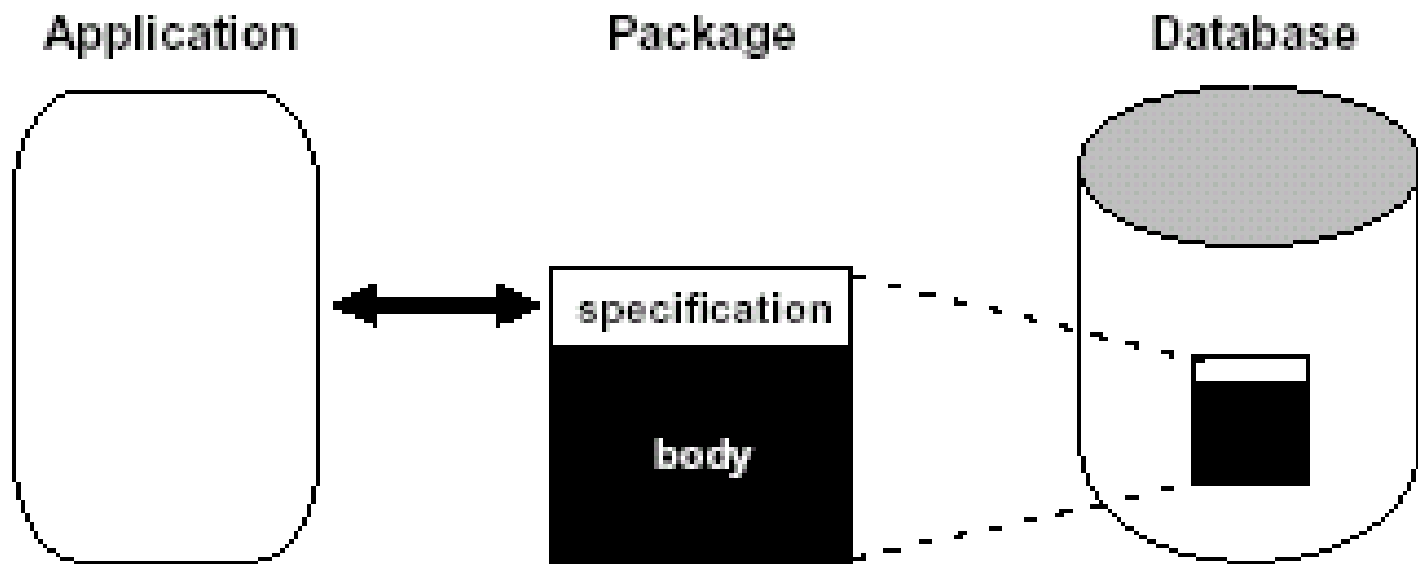 Application
Package
Database
specification
body